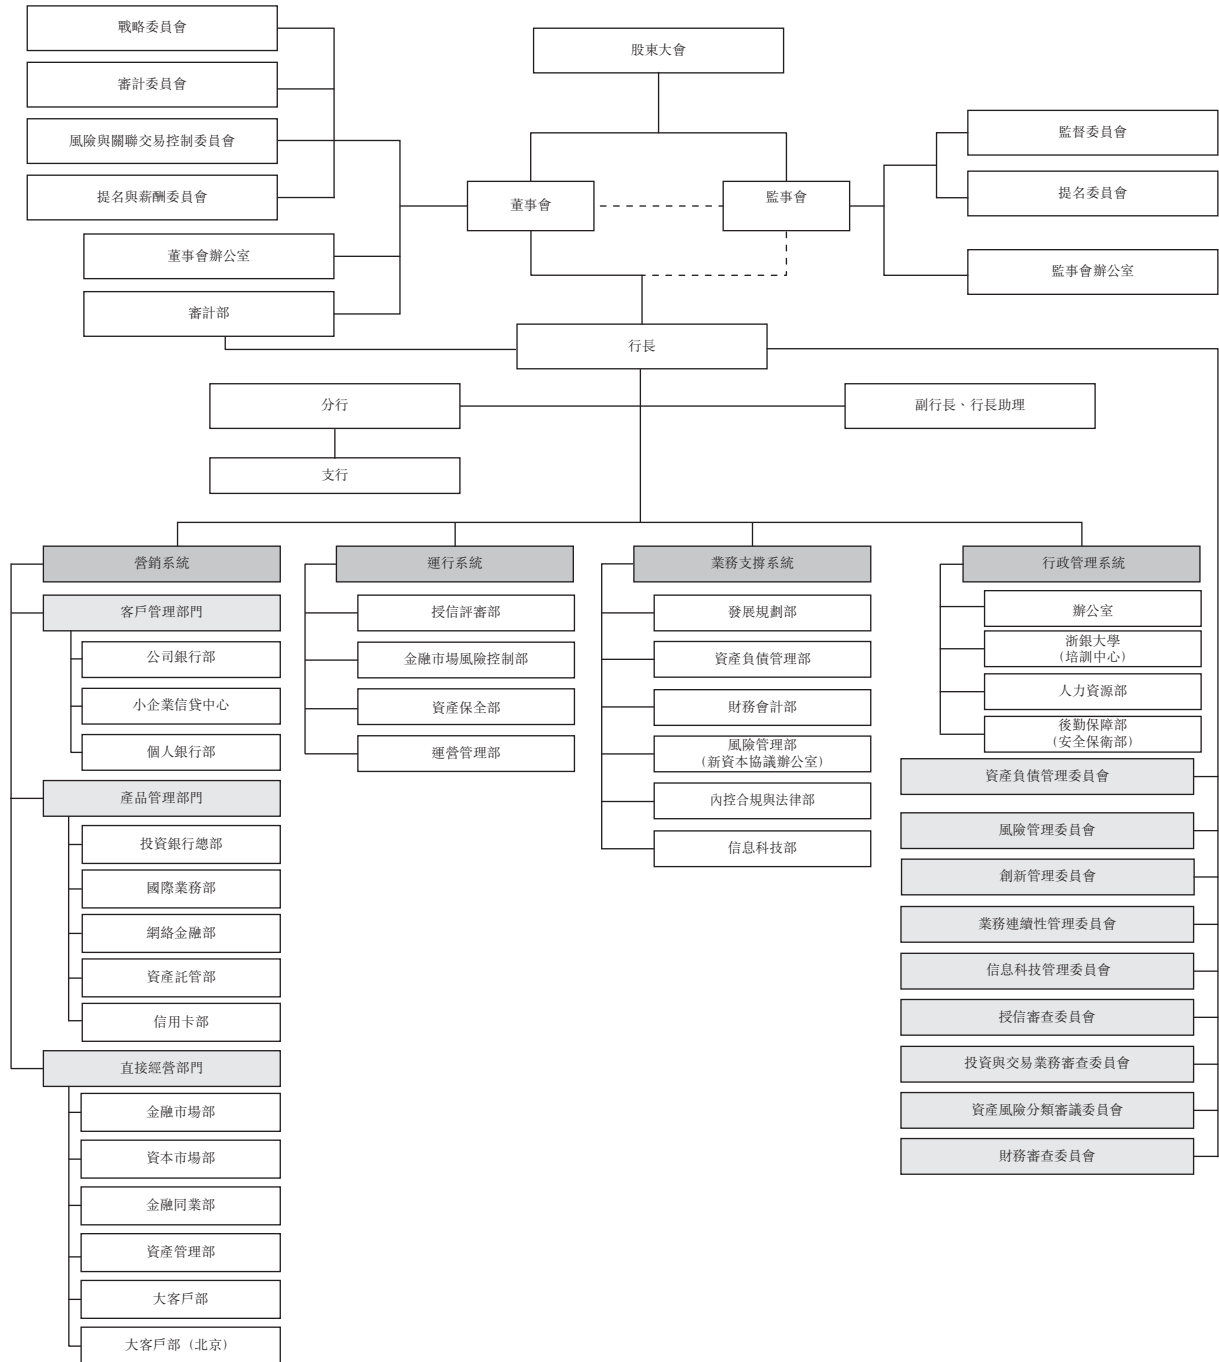 戰略委員會
審計委員會
風險與關聯交易控制委員會
提名與薪酬委員會
董事會辦公室
審計部
股東大會
董事會
監事會
監督委員會
提名委員會
監事會辦公室
行長
分行
支行
副行長、行長助理
營銷系統
客戶管理部門
公司銀行部
小企業信貸中心
個人銀行部
產品管理部門
投資銀行總部
國際業務部
網絡金融部
資產託管部
信用卡部
直接經營部門
金融市場部
資本市場部
金融同業部
資產管理部
大客戶部
大客戶部 (北京)
運行系統
授信評審部
金融市場風險控制部
資產保全部
運營管理部
業務支撐系統
發展規劃部
資產負債管理部
財務會計部
風險管理部
(新資本協議辦公室)
內控合規與法律部
信息科技部
行政管理系統
辦公室
浙銀大學
(培訓中心)
人力資源部
後勤保障部
(安全保衛部)
資產負債管理委員會
風險管理委員會
創新管理委員會
業務連續性管理委員會
信息科技管理委員會
授信審查委員會
投資與交易業務審查委員會
資產風險分類審議委員會
財務審查委員會